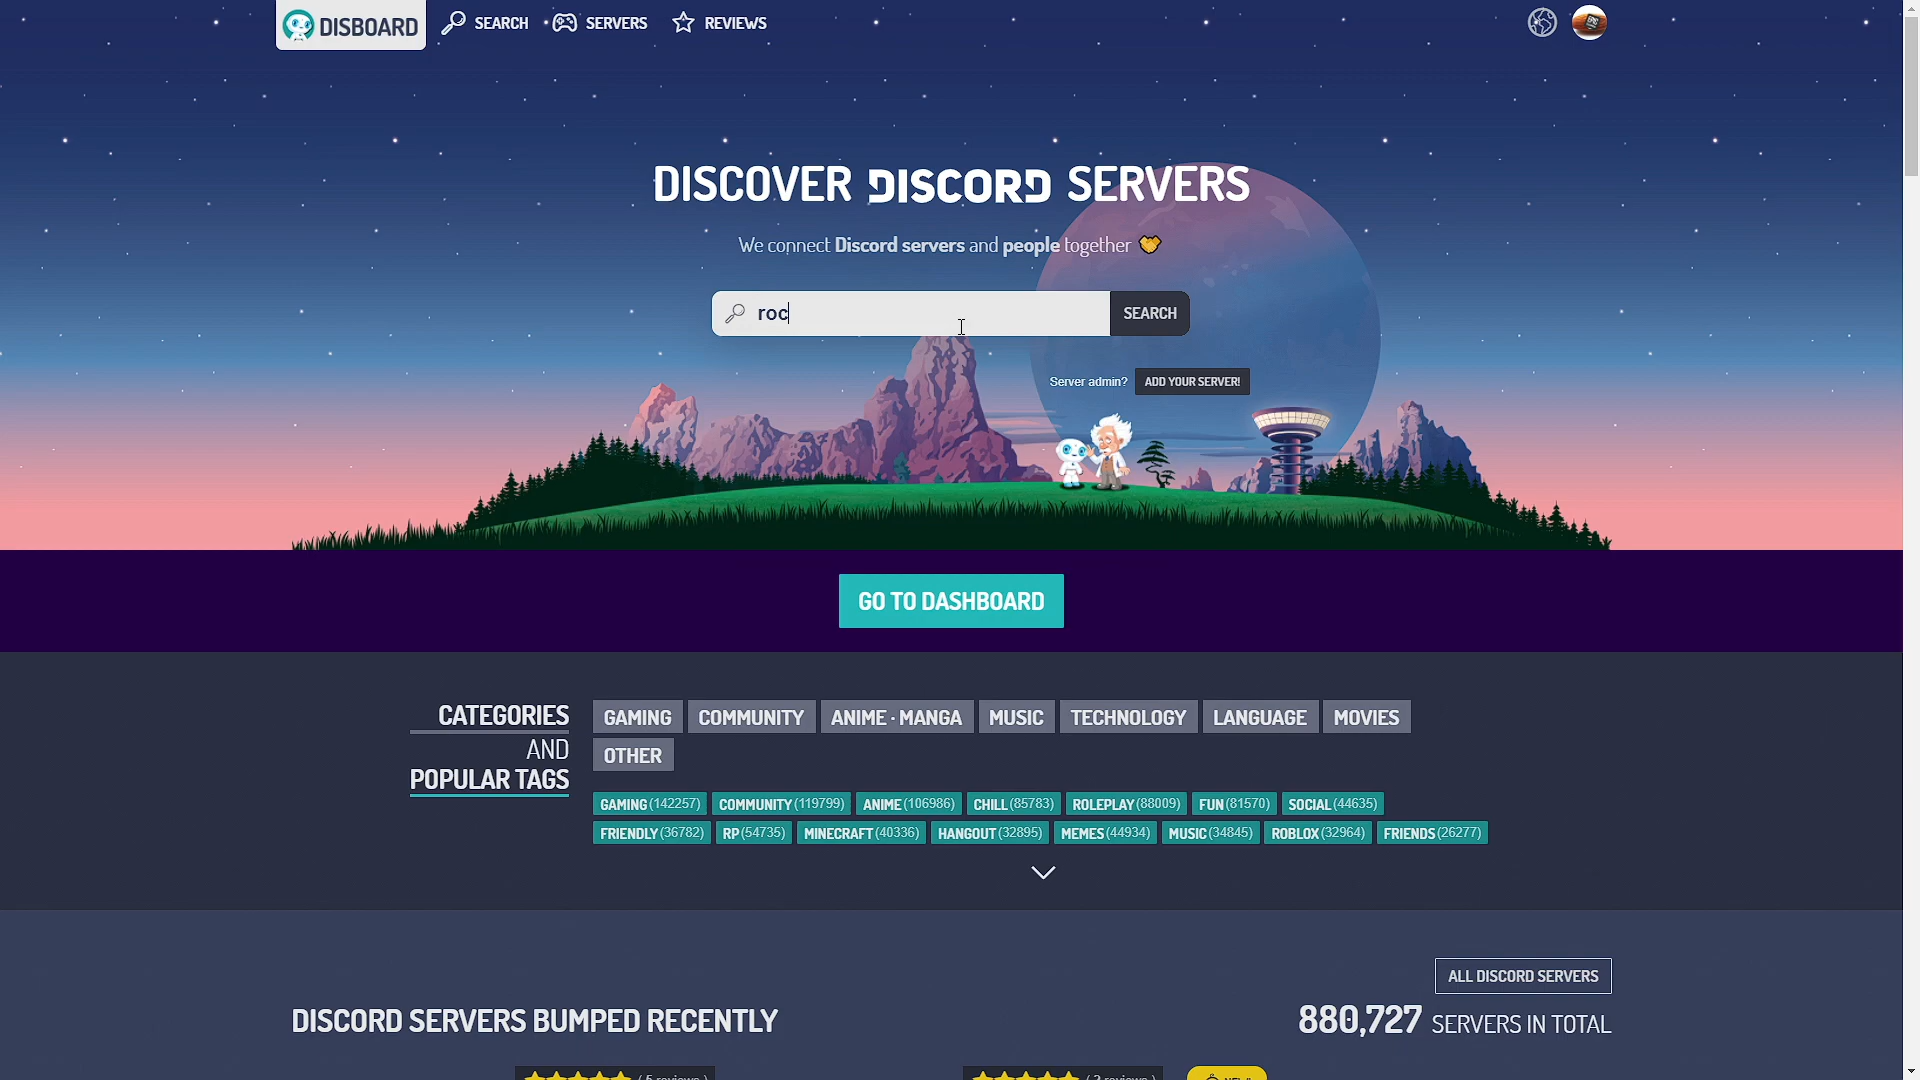 DISBOARD SEARCH SERVERS REVIEWS
DISCOVER DISCORD SERVERS
We connect Discord servers and people together
roc SEARCH
Server admin? ADD YOUR SERVER!
GO TO DASHBOARD
CATEGORIES
AND
POPULAR TAGS
GAMING COMMUNITY ANIME · MANGA MUSIC TECHNOLOGY LANGUAGE MOVIES
OTHER
GAMING (142257) COMMUNITY (119799) ANIME (106986) CHILL (85783) ROLEPLAY (88009) FUN (81570) SOCIAL (44635)
FRIENDLY (36782) RP (54735) MINECRAFT (40336) HANGOUT (32895) MEMES (44934) MUSIC (34845) ROBLOX (32964) FRIENDS (26277)
ALL DISCORD SERVERS
DISCORD SERVERS BUMPED RECENTLY
880,727 SERVERS IN TOTAL